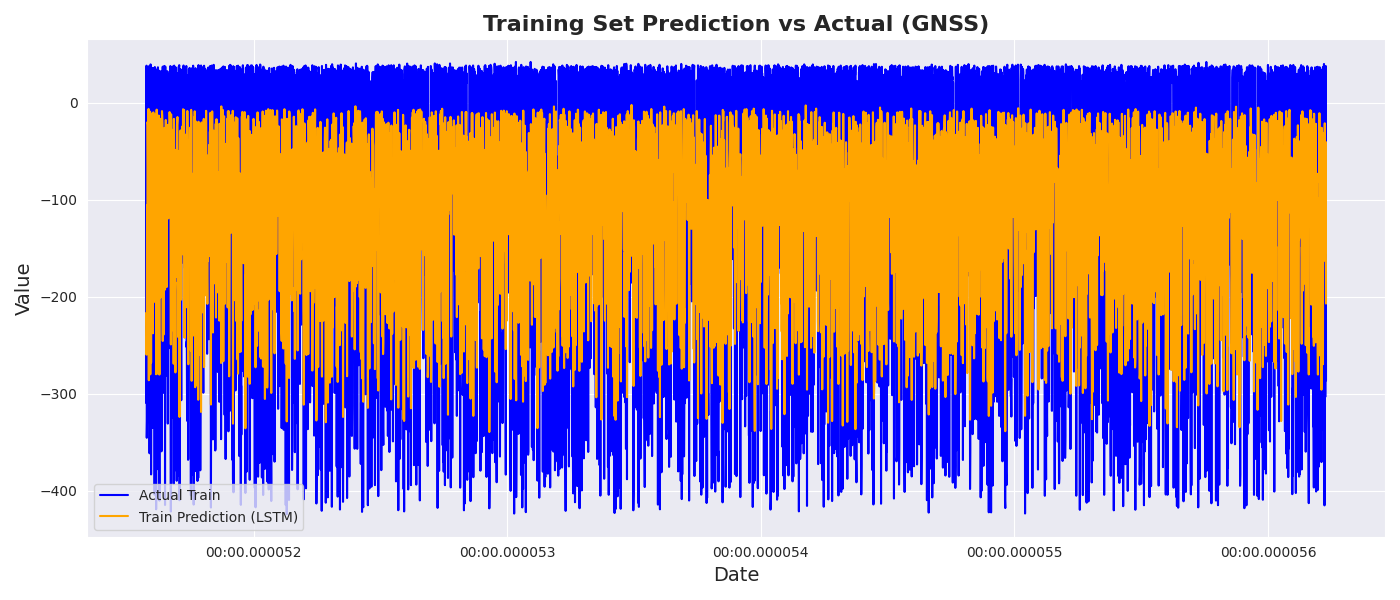 Training Set Prediction vs Actual (GNSS)
0
−100
−200
−300
−400
Value
Actual Train
Train Prediction (LSTM)
00:00.000052
00:00.000053
00:00.000054
00:00.000055
00:00.000056
Date